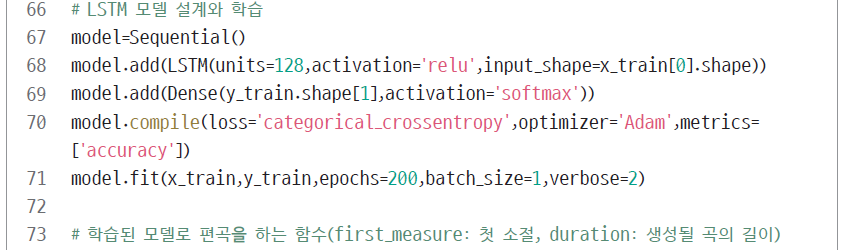 66 # LSTM 모델 설계와 학습
67 model=Sequential()
68 model.add(LSTM(units=128,activation='relu',input_shape=x_train[0].shape))
69 model.add(Dense(y_train.shape[1],activation='softmax'))
70 model.compile(loss='categorical_crossentropy',optimizer='Adam',metrics=
['accuracy'])
71 model.fit(x_train,y_train,epochs=200,batch_size=1,verbose=2)
72
73 # 학습된 모델로 편곡을 하는 함수(first_measure: 첫 소절, duration: 생성될 곡의 길이)